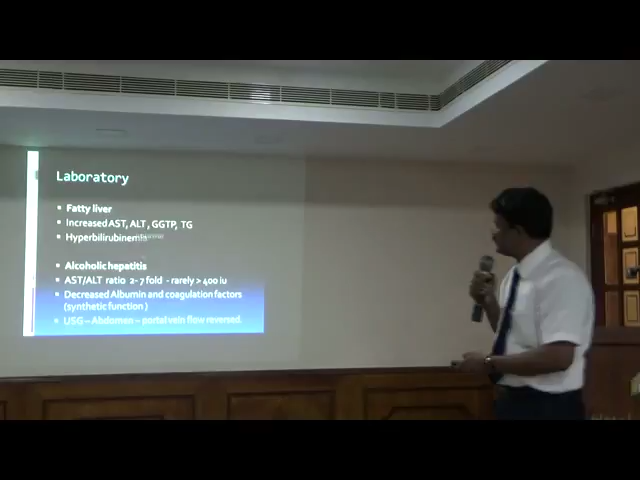 Laboratory
Fatty liver
Increased AST, ALT , GGTP, TG
Alcoholic hepatitis
AST/ALT ratio 2- 7 fold - rarely > 400 iu
Decreased Albumin and coagulation factors
(synthetic function )
USG – Abdomen – portal vein flow reversed.